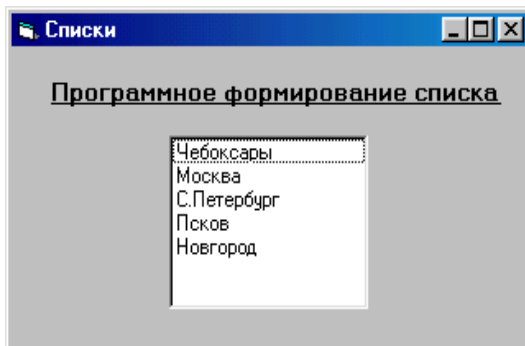 Списки
Программное формирование списка
Чебоксары
Москва
С.Петербург
Псков
Новгород